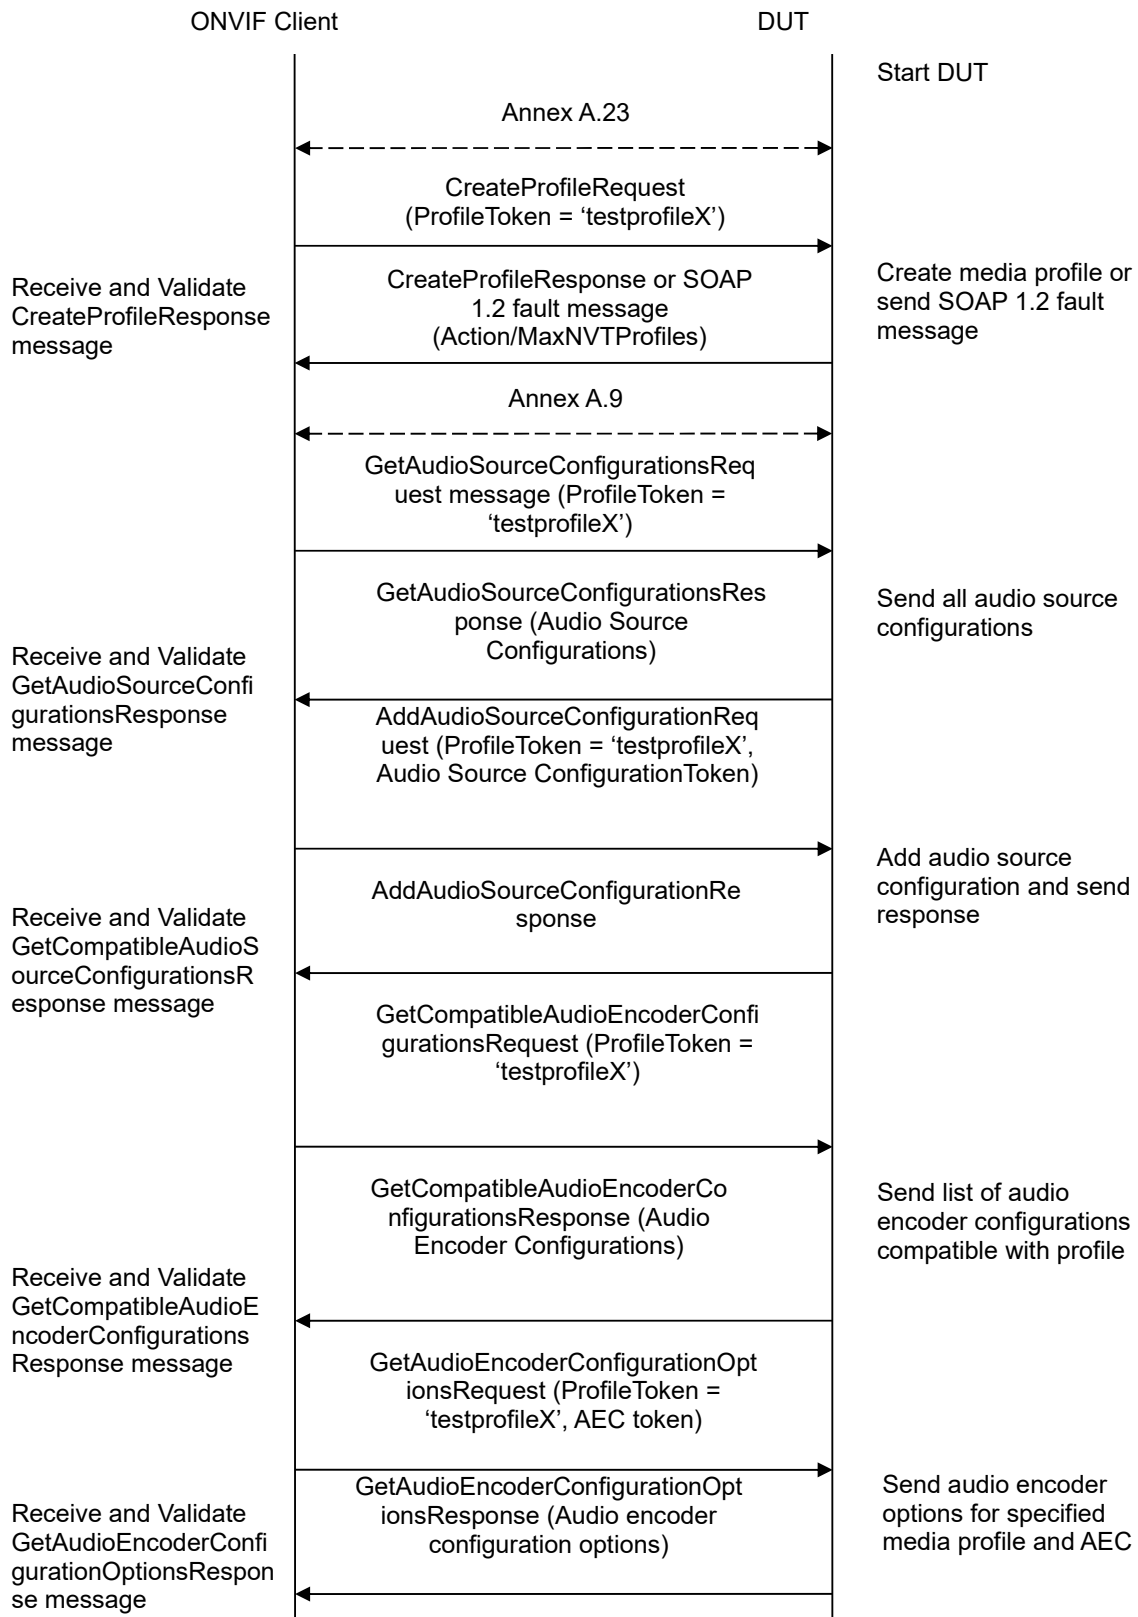 ONVIF Client
DUT
Start DUT
Annex A.23
CreateProfileRequest
(ProfileToken = ‘testprofileX’)
CreateProfileResponse or SOAP
1.2 fault message
(Action/MaxNVTProfiles)
Create media profile or
send SOAP 1.2 fault
message
Receive and Validate
CreateProfileResponse
message
Annex A.9
GetAudioSourceConfigurationsReq
uest message (ProfileToken =
‘testprofileX’)
GetAudioSourceConfigurationsRes
ponse (Audio Source
Configurations)
Send all audio source
configurations
Receive and Validate
GetAudioSourceConfi
gurationsResponse
message
AddAudioSourceConfigurationReq
uest (ProfileToken = ‘testprofileX’,
Audio Source ConfigurationToken)
Add audio source
configuration and send
response
AddAudioSourceConfigurationRe
sponse
Receive and Validate
GetCompatibleAudioS
ourceConfigurationsR
esponse message
GetCompatibleAudioEncoderConfi
gurationsRequest (ProfileToken =
‘testprofileX’)
GetCompatibleAudioEncoderCo
nfigurationsResponse (Audio
Encoder Configurations)
Send list of audio
encoder configurations
compatible with profile
Receive and Validate
GetCompatibleAudioE
ncoderConfigurations
Response message
GetAudioEncoderConfigurationOpt
ionsRequest (ProfileToken =
‘testprofileX’, AEC token)
GetAudioEncoderConfigurationOpt
ionsResponse (Audio encoder
configuration options)
Send audio encoder
options for specified
media profile and AEC
Receive and Validate
GetAudioEncoderConfi
gurationOptionsRespon
se message